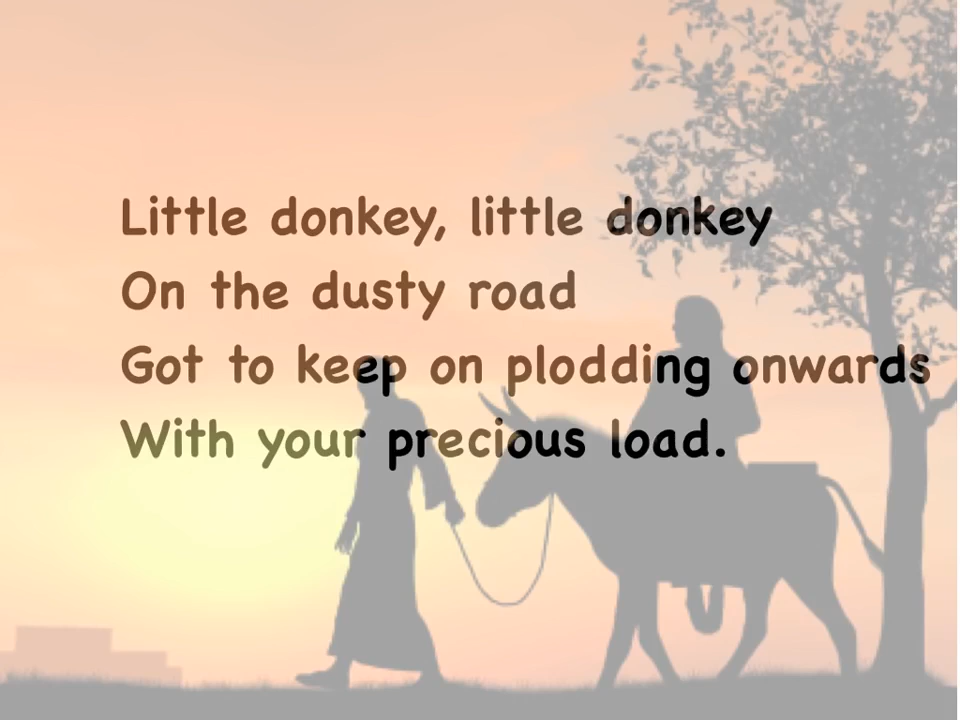 Little donkey, little donkey
On the dusty road
Got to keep on plodding onwards
With your precious load.